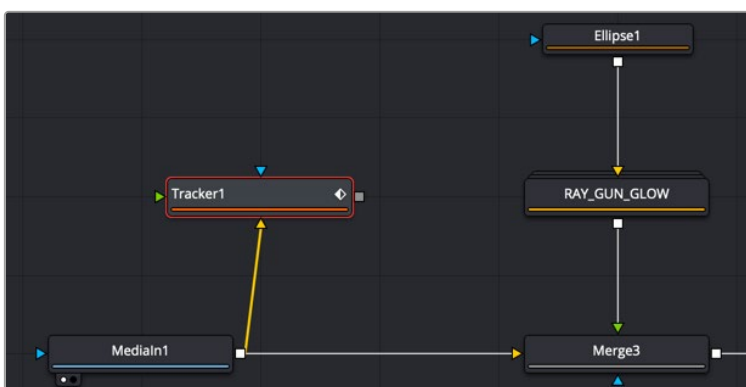 Ellipse1
Tracker1
RAY_GUN_GLOW
MediaIn1
Merge3